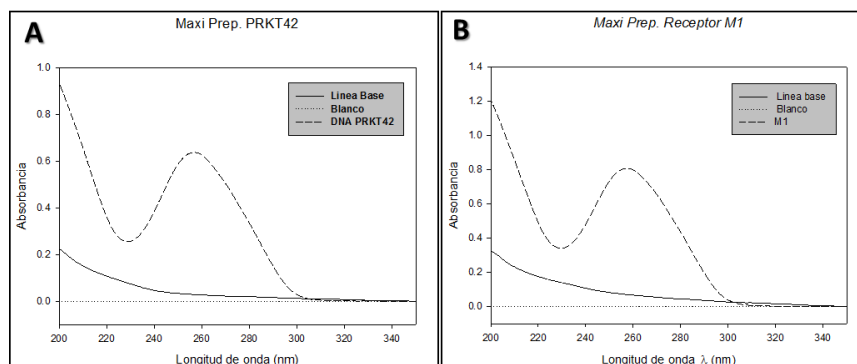 A
Maxi Prep. PRKT42
Absorbancia
1.0
0.8
0.6
0.4
0.2
0.0
Linea Base
Blanco
DNA PRKT42
200 220 240 260 280 300 320 340
Longitud de onda (nm)
B
Maxi Prep. Receptor M1
Absorbancia
1.4
1.2
1.0
0.8
0.6
0.4
0.2
0.0
Linea base
Blanco
M1
200 220 240 260 280 300 320 340
Longitud de onda λ (nm)